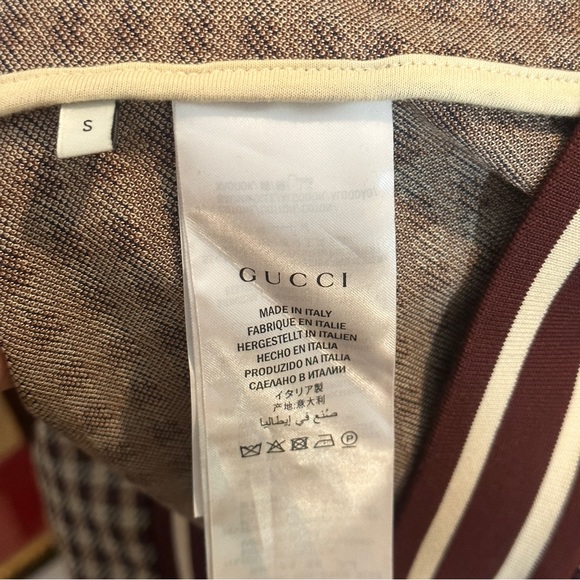 S
GUCCI
MADE IN ITALY
FABRIQUE EN ITALIE
HERGESTELLT IN ITALIEN
HECHO EN ITALIA
PRODUZIDO NA ITALIA
СДЕЛАНО В ИТАЛИИ
イタリア製
产地:意大利
صنع في إيطاليا
P